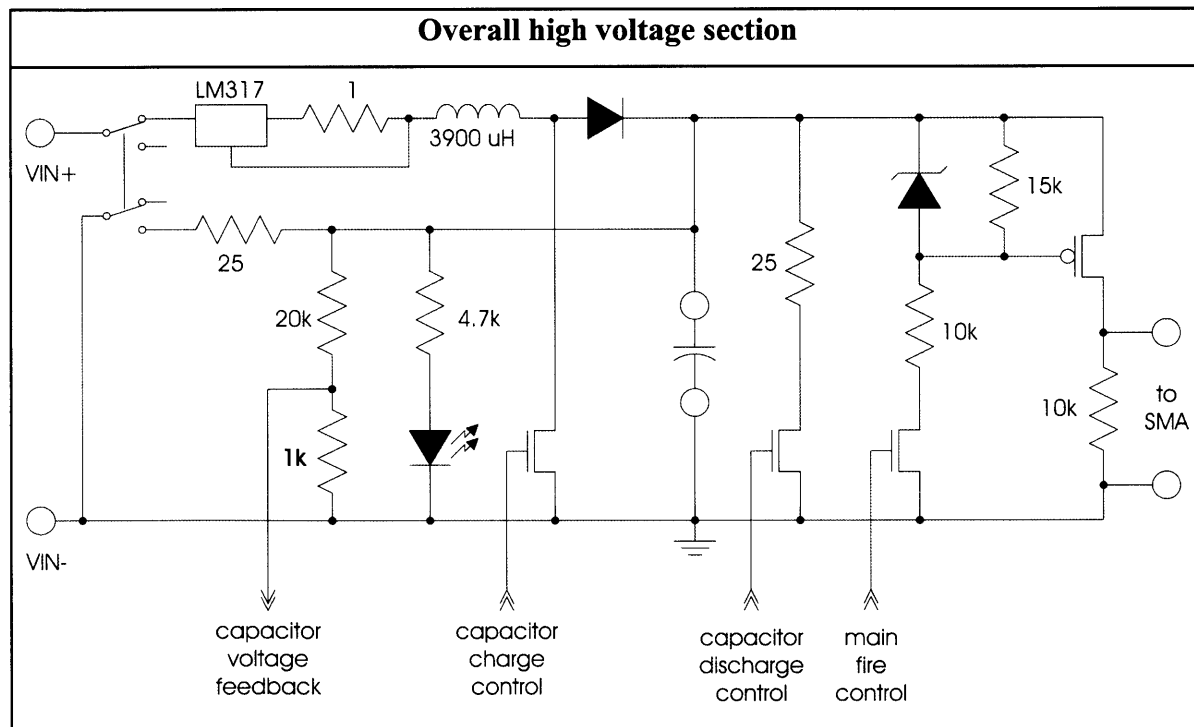 Overall high voltage section
LM317
1
3900 uH
VIN+
15k
25
25
20k
4.7k
10k
10k
to
SMA
1k
VIN-
capacitor
voltage
feedback
capacitor
charge
control
capacitor
discharge
control
main
fire
control